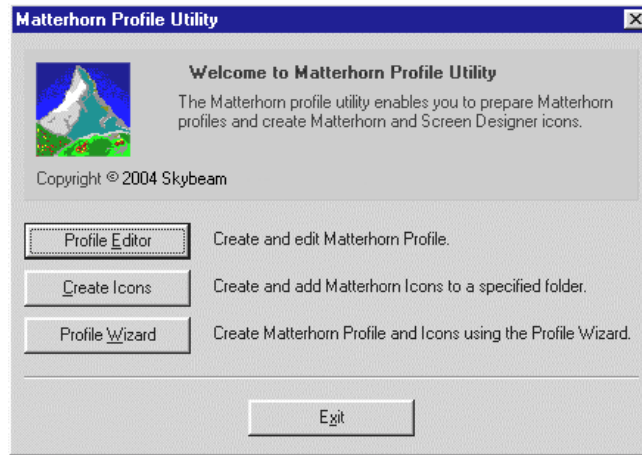 Matterhorn Profile Utility
Welcome to Matterhorn Profile Utility
The Matterhorn profile utility enables you to prepare Matterhorn
profiles and create Matterhorn and Screen Designer icons.
Copyright © 2004 Skybeam
Profile Editor
Create and edit Matterhorn Profile.
Create Icons
Create and add Matterhorn Icons to a specified folder.
Profile Wizard
Create Matterhorn Profile and Icons using the Profile Wizard.
Exit